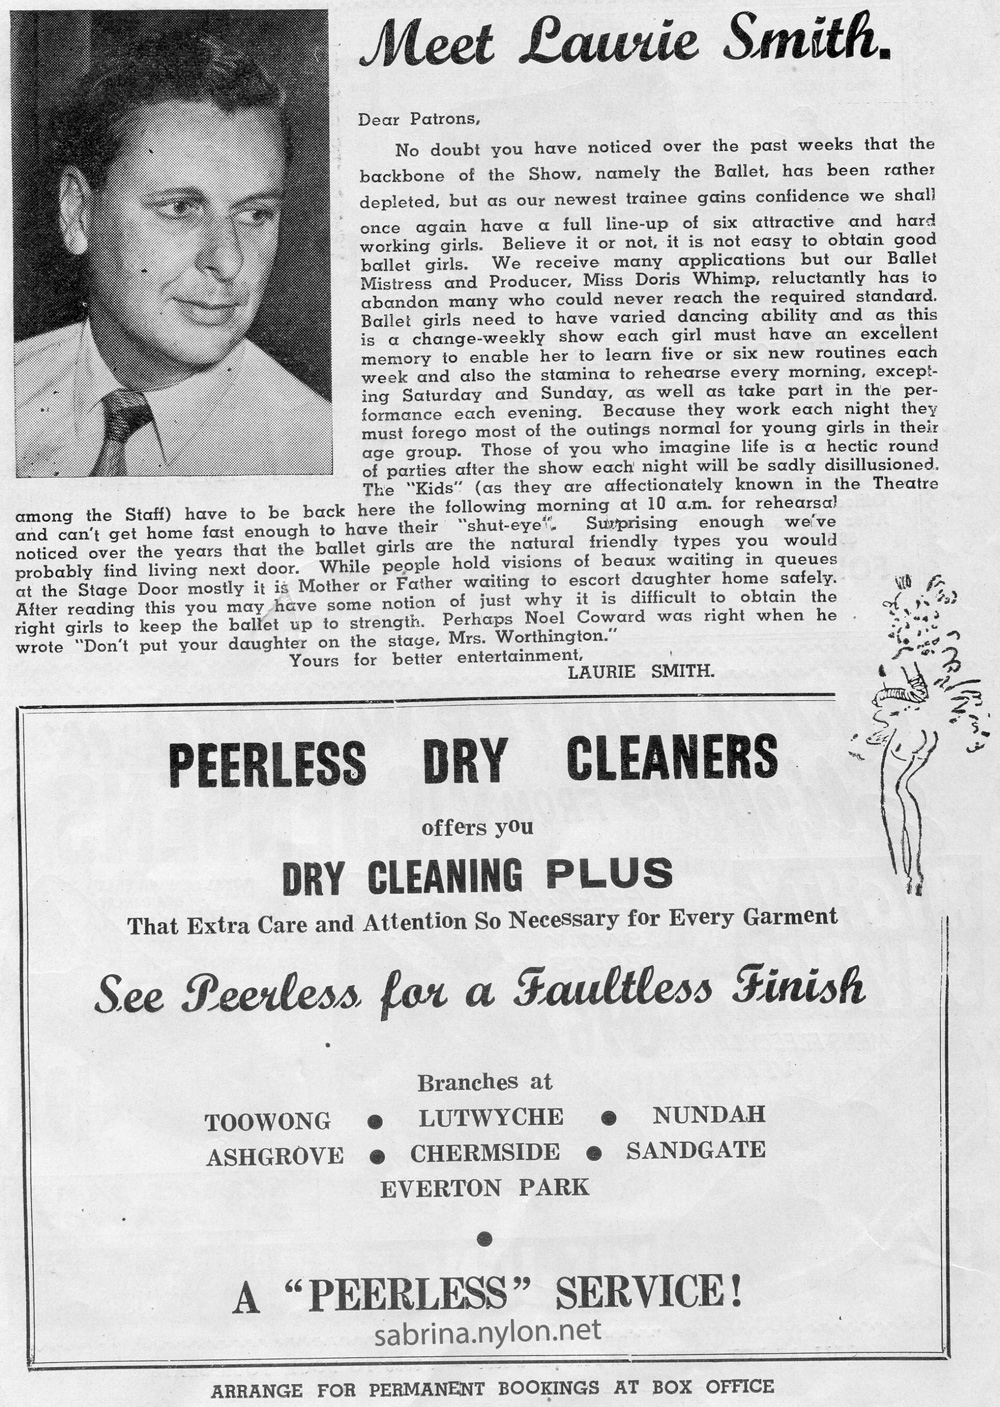 Meet Laurie Smith.
Dear Patrons,
No doubt you have noticed over the past weeks that the
backbone of the Show, namely the Ballet, has been rather
depleted, but as our newest trainee gains confidence we shall
once again have a full line-up of six attractive and hard
working girls. Believe it or not, it is not easy to obtain good
ballet girls. We receive many applications but our Ballet
Mistress and Producer, Miss Doris Whimp, reluctantly has to
abandon many who could never reach the required standard.
Ballet girls need to have varied dancing ability and as this
is a change-weekly show each girl must have an excellent
memory to enable her to learn five or six new routines each
week and also the stamina to rehearse every morning, except-
ing Saturday and Sunday, as well as take part in the per-
formance each evening. Because they work each night they
must forego most of the outings normal for young girls in their
age group. Those of you who imagine life is a hectic round
of parties after the show each night will be sadly disillusioned.
The "Kids" (as they are affectionately known in the Theatre
among the Staff) have to be back here the following morning at 10 a.m. for rehearsal
and can't get home fast enough to have their "shut-eye". Surprising enough we've
noticed over the years that the ballet girls are the natural friendly types you would
probably find living next door. While people hold visions of beaux waiting in queues
at the Stage Door mostly it is Mother or Father waiting to escort daughter home safely.
After reading this you may have some notion of just why it is difficult to obtain the
right girls to keep the ballet up to strength. Perhaps Noel Coward was right when he
wrote "Don't put your daughter on the stage, Mrs. Worthington."
Yours for better entertainment,
LAURIE SMITH.
PEERLESS DRY CLEANERS
offers you
DRY CLEANING PLUS
That Extra Care and Attention So Necessary for Every Garment
See Peerless for a Faultless Finish
Branches at
TOOWONG ● LUTWYCHE ● NUNDAH
ASHGROVE ● CHERMSIDE ● SANDGATE
EVERTON PARK
●
A "PEERLESS" SERVICE!
sabrina.nylon.net
ARRANGE FOR PERMANENT BOOKINGS AT BOX OFFICE